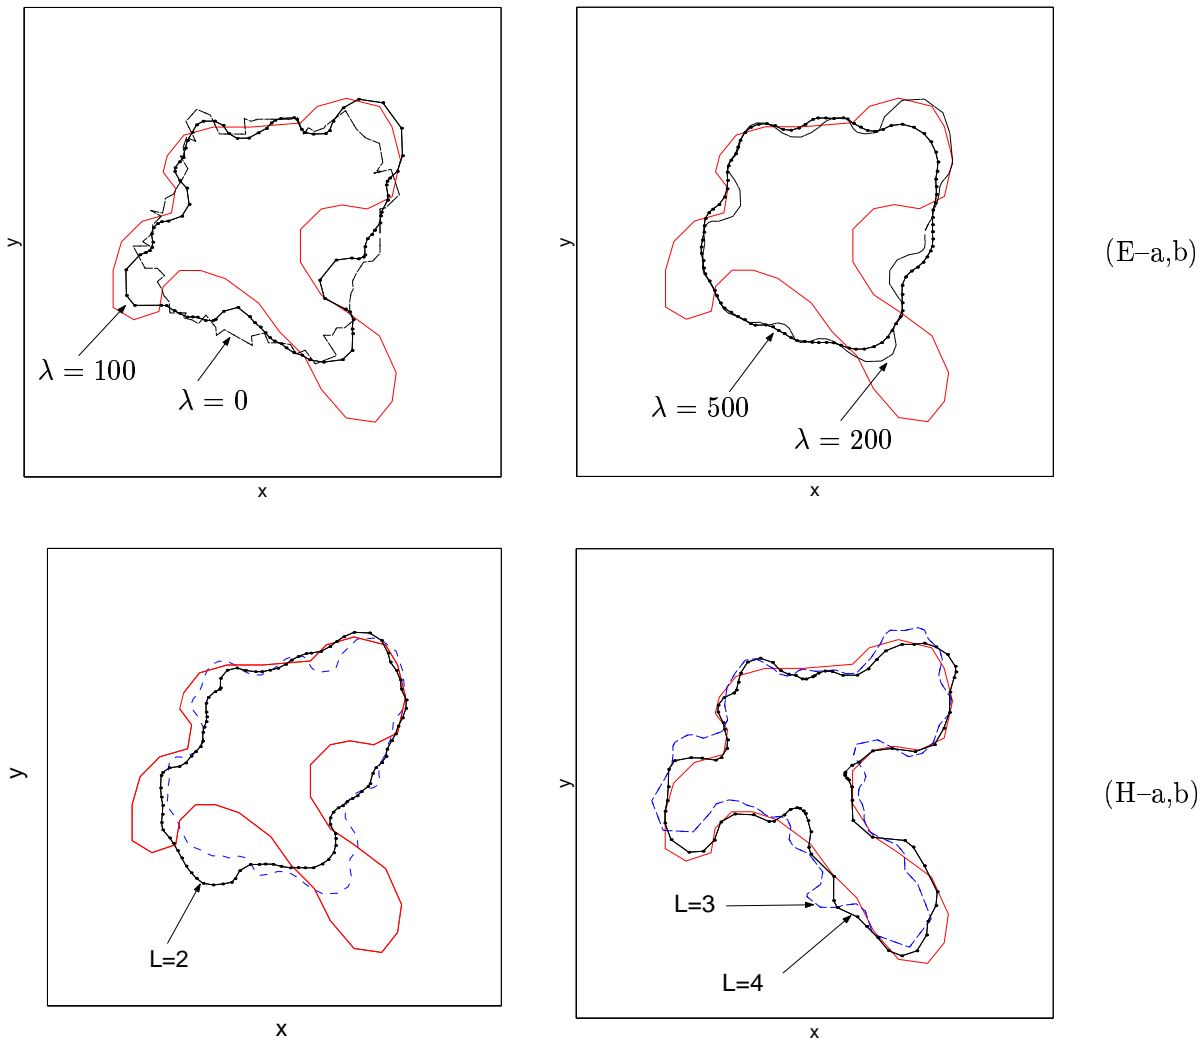 y
λ = 100
λ = 0
x
y
λ = 500
λ = 200
x
(E–a,b)
y
L=2
x
y
L=3
L=4
x
(H–a,b)